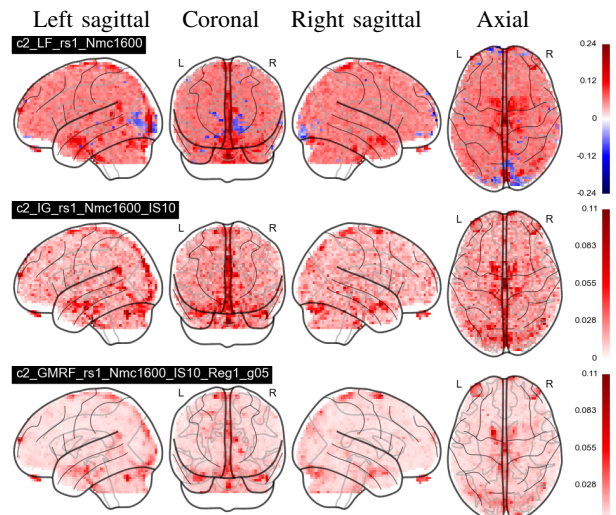 Left sagittal Coronal Right sagittal Axial
c2_LF_rs1_Nmc1600
L R
0.24
0.12
0
-0.12
-0.24
c2_IG_rs1_Nmc1600_IS10
L R
0.11
0.083
0.055
0.028
0
c2_GMRF_rs1_Nmc1600_IS10_Reg1_g05
L R
0.11
0.083
0.055
0.028